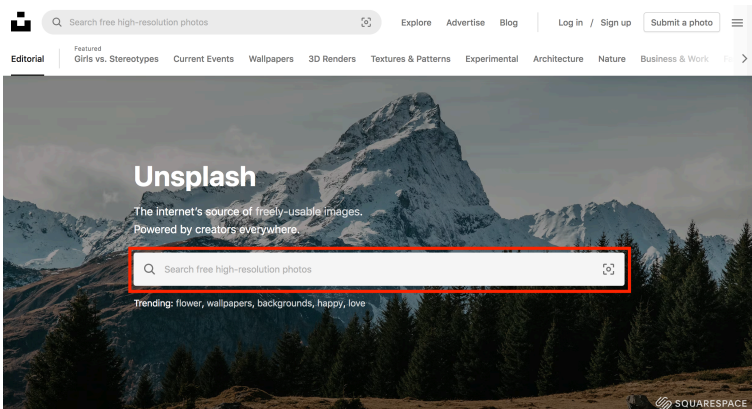 Search free high-resolution photos
Explore Advertise Blog Log in / Sign up Submit a photo
Editorial
Featured
Girls vs. Stereotypes Current Events Wallpapers 3D Renders Textures & Patterns Experimental Architecture Nature Business & Work
Unsplash
The internet's source of freely-usable images.
Powered by creators everywhere.
Search free high-resolution photos
Trending: flower, wallpapers, backgrounds, happy, love
SQUARESPACE